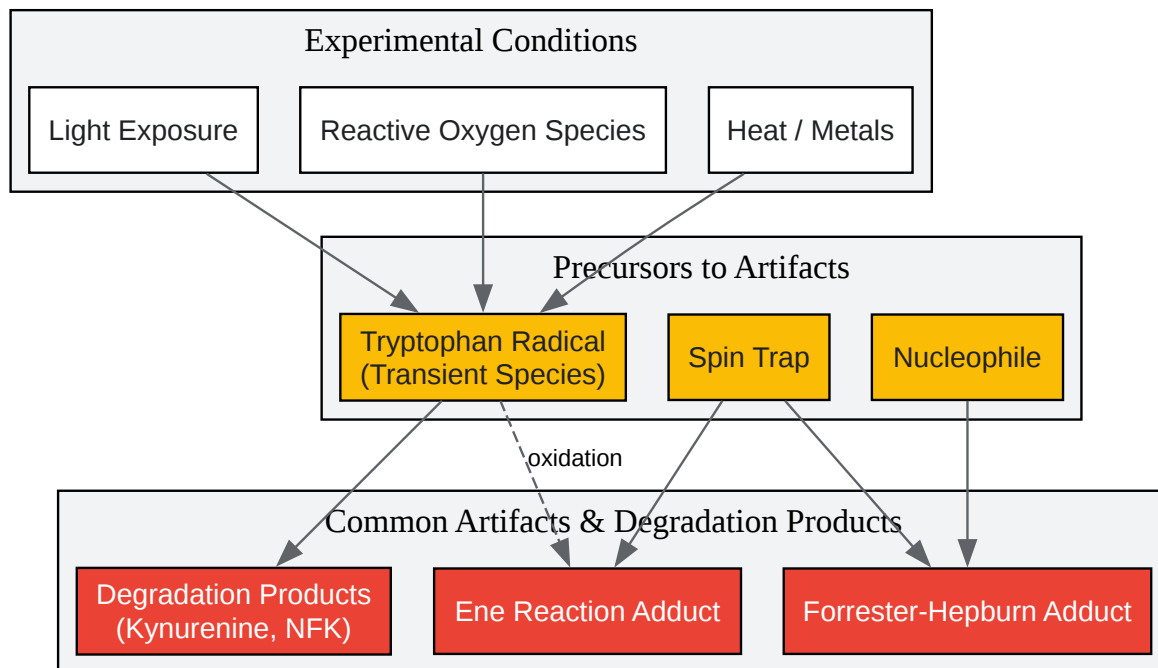 Experimental Conditions
Light Exposure
Reactive Oxygen Species
Heat / Metals
Precursors to Artifacts
Tryptophan Radical
(Transient Species)
Spin Trap
Nucleophile
oxidation
Common Artifacts & Degradation Products
Degradation Products
(Kynurenine, NFK)
Ene Reaction Adduct
Forrester-Hepburn Adduct